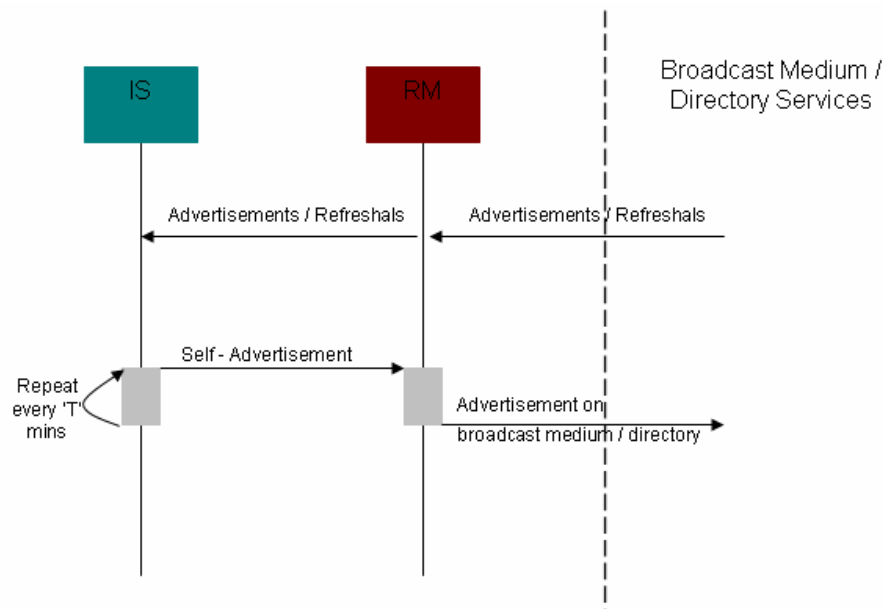 IS
RM
Broadcast Medium /
Directory Services
Advertisements / Refreshals
Advertisements / Refreshals
Self - Advertisement
Repeat
every 'T'
mins
Advertisement on
broadcast medium / directory